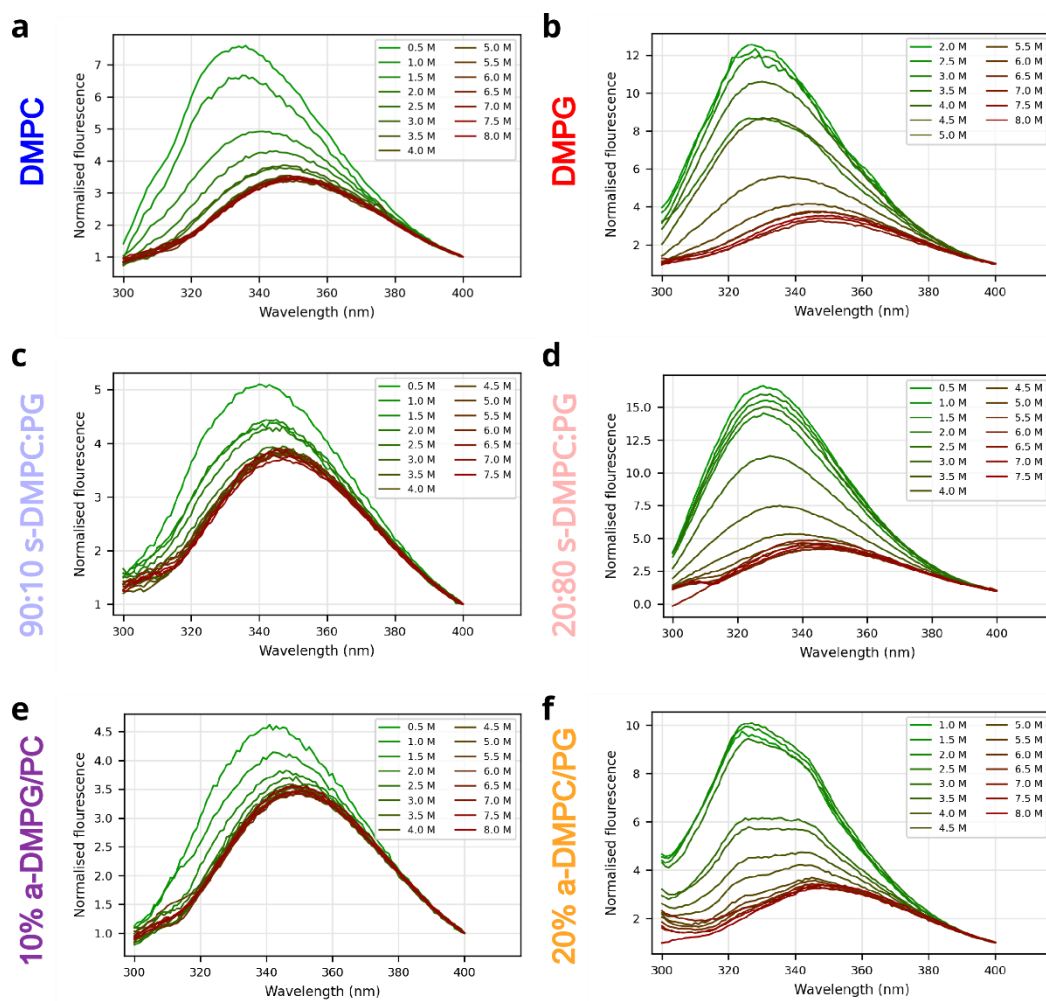 a
DMPC
Normalised flourescence
7
6
5
4
3
2
1
0.5 M 5.0 M
1.0 M 5.5 M
1.5 M 6.0 M
2.0 M 6.5 M
2.5 M 7.0 M
3.0 M 7.5 M
3.5 M 8.0 M
4.0 M
300 320 340 360 380 400
Wavelength (nm)
b
DMPG
Normalised flourescence
12
10
8
6
4
2
2.0 M 5.5 M
7.5 M 6.0 M
3.0 M 6.5 M
3.5 M 7.0 M
4.0 M 7.5 M
4.5 M 8.0 M
5.0 M
300 320 340 360 380 400
Wavelength (nm)
c
90:10 s-DMPC:PG
Normalised flourescence
5
4
3
2
1
0.5 M 4.5 M
1.0 M 5.0 M
1.5 M 5.5 M
2.0 M 6.0 M
2.5 M 6.5 M
3.0 M 7.0 M
3.5 M 7.5 M
4.0 M
300 320 340 360 380 400
Wavelength (nm)
d
20:80 s-DMPC:PG
Normalised flourescence
15.0
12.5
10.0
7.5
5.0
2.5
0.0
0.5 M 4.5 M
1.0 M 5.0 M
1.5 M 5.5 M
2.0 M 6.0 M
2.5 M 6.5 M
3.0 M 7.0 M
3.5 M 7.5 M
4.0 M
300 320 340 360 380 400
Wavelength (nm)
e
10% a-DMPG/PC
Normalised flourescence
4.5
4.0
3.5
3.0
2.5
2.0
1.5
1.0
0.5 M 4.5 M
1.0 M 5.0 M
1.5 M 5.5 M
2.0 M 6.0 M
2.5 M 6.5 M
3.0 M 7.0 M
3.5 M 7.5 M
4.0 M 8.0 M
300 320 340 360 380 400
Wavelength (nm)
f
20% a-DMPC/PG
Normalised flourescence
10
8
6
4
2
1.0 M 5.0 M
1.5 M 5.5 M
2.0 M 6.0 M
2.5 M 6.5 M
3.0 M 7.0 M
3.5 M 7.5 M
4.0 M 8.0 M
4.5 M
300 320 340 360 380 400
Wavelength (nm)